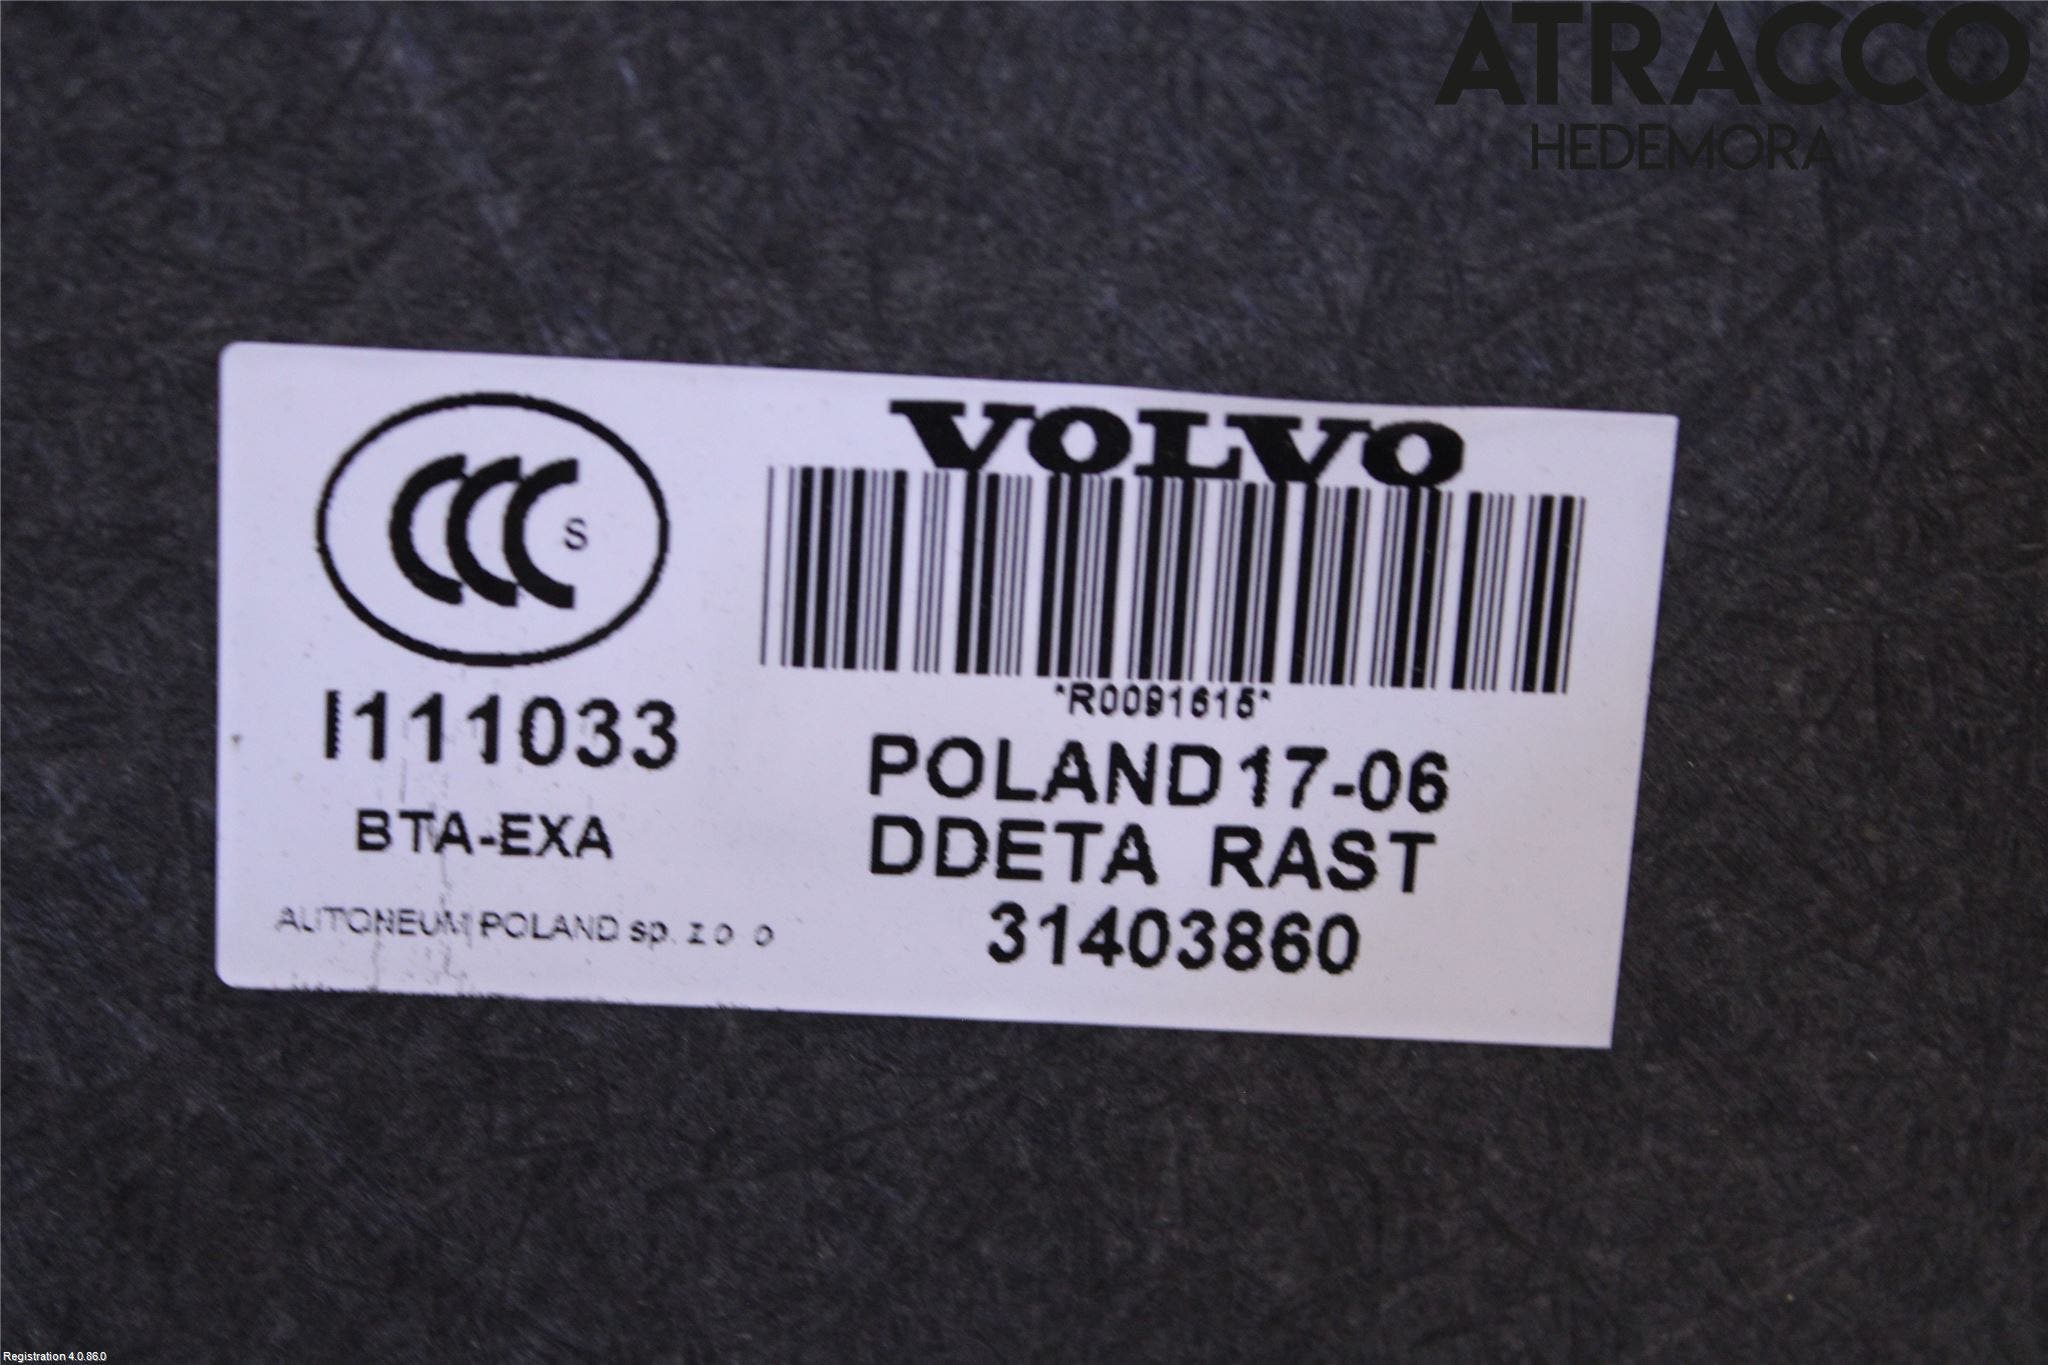 ATRACCO
HEDEMORA
CCC S
I111033
BTA-EXA
AUTONEUM POLAND sp. z o o
VOLVO
*R0091615*
POLAND 17-06
DDETA RAST
31403860
Registration 4.0.86.0